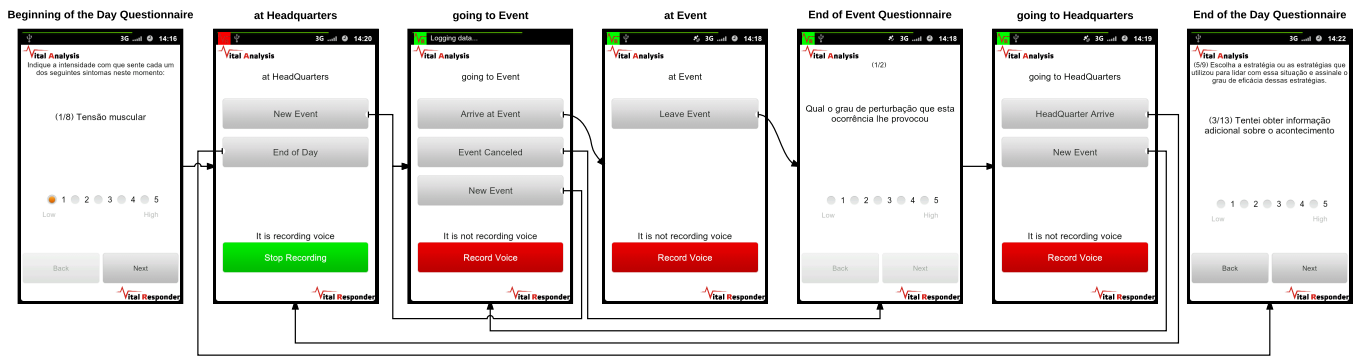 Beginning of the Day Questionnaire
3G 14:16
Vital Analysis
Indique a intensidade com que sente cada um
dos seguintes sintomas neste momento:
(1/8) Tensão muscular
1 2 3 4 5
Low High
Back Next
Vital Responder
at Headquarters
3G 14:20
Vital Analysis
at HeadQuarters
New Event
End of Day
It is recording voice
Stop Recording
Vital Responder
going to Event
Logging data...
Vital Analysis
going to Event
Arrive at Event
Event Canceled
New Event
It is not recording voice
Record Voice
Vital Responder
at Event
3G 14:18
Vital Analysis
at Event
Leave Event
It is not recording voice
Record Voice
Vital Responder
End of Event Questionnaire
3G 14:18
Vital Analysis
(1/2)
Qual o grau de perturbação que esta
ocorrência lhe provocou
1 2 3 4 5
Low High
Back Next
Vital Responder
going to Headquarters
3G 14:19
Vital Analysis
going to HeadQuarters
HeadQuarter Arrive
New Event
It is not recording voice
Record Voice
Vital Responder
End of the Day Questionnaire
3G 14:22
Vital Analysis
(5/9) Escolha a estratégia ou as estratégias que
utilizou para lidar com essa situação e assinale o
grau de eficácia dessas estratégias.
(3/13) Tentei obter informação
adicional sobre o acontecimento
1 2 3 4 5
Low High
Back Next
Vital Responder